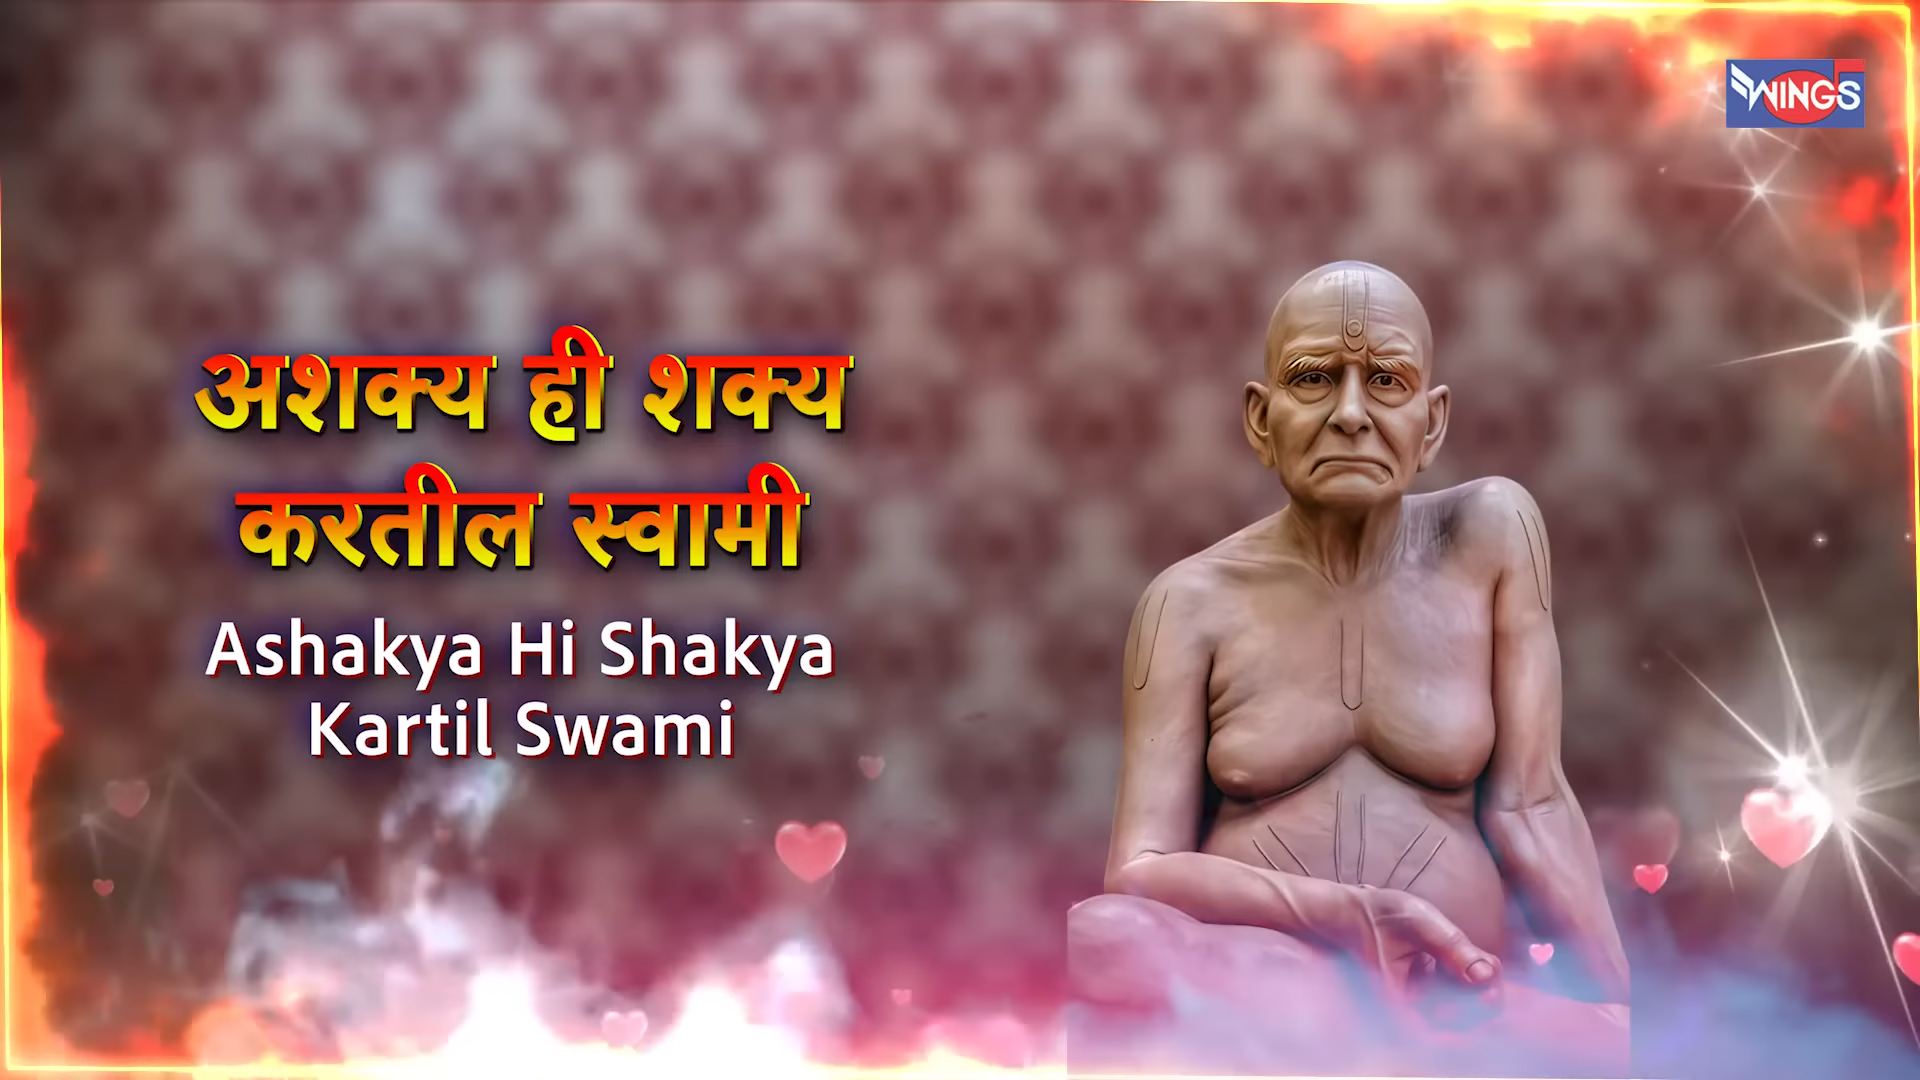 WINGS
अशक्य ही शक्य
करतील स्वामी
Ashakya Hi Shakya
Kartil Swami